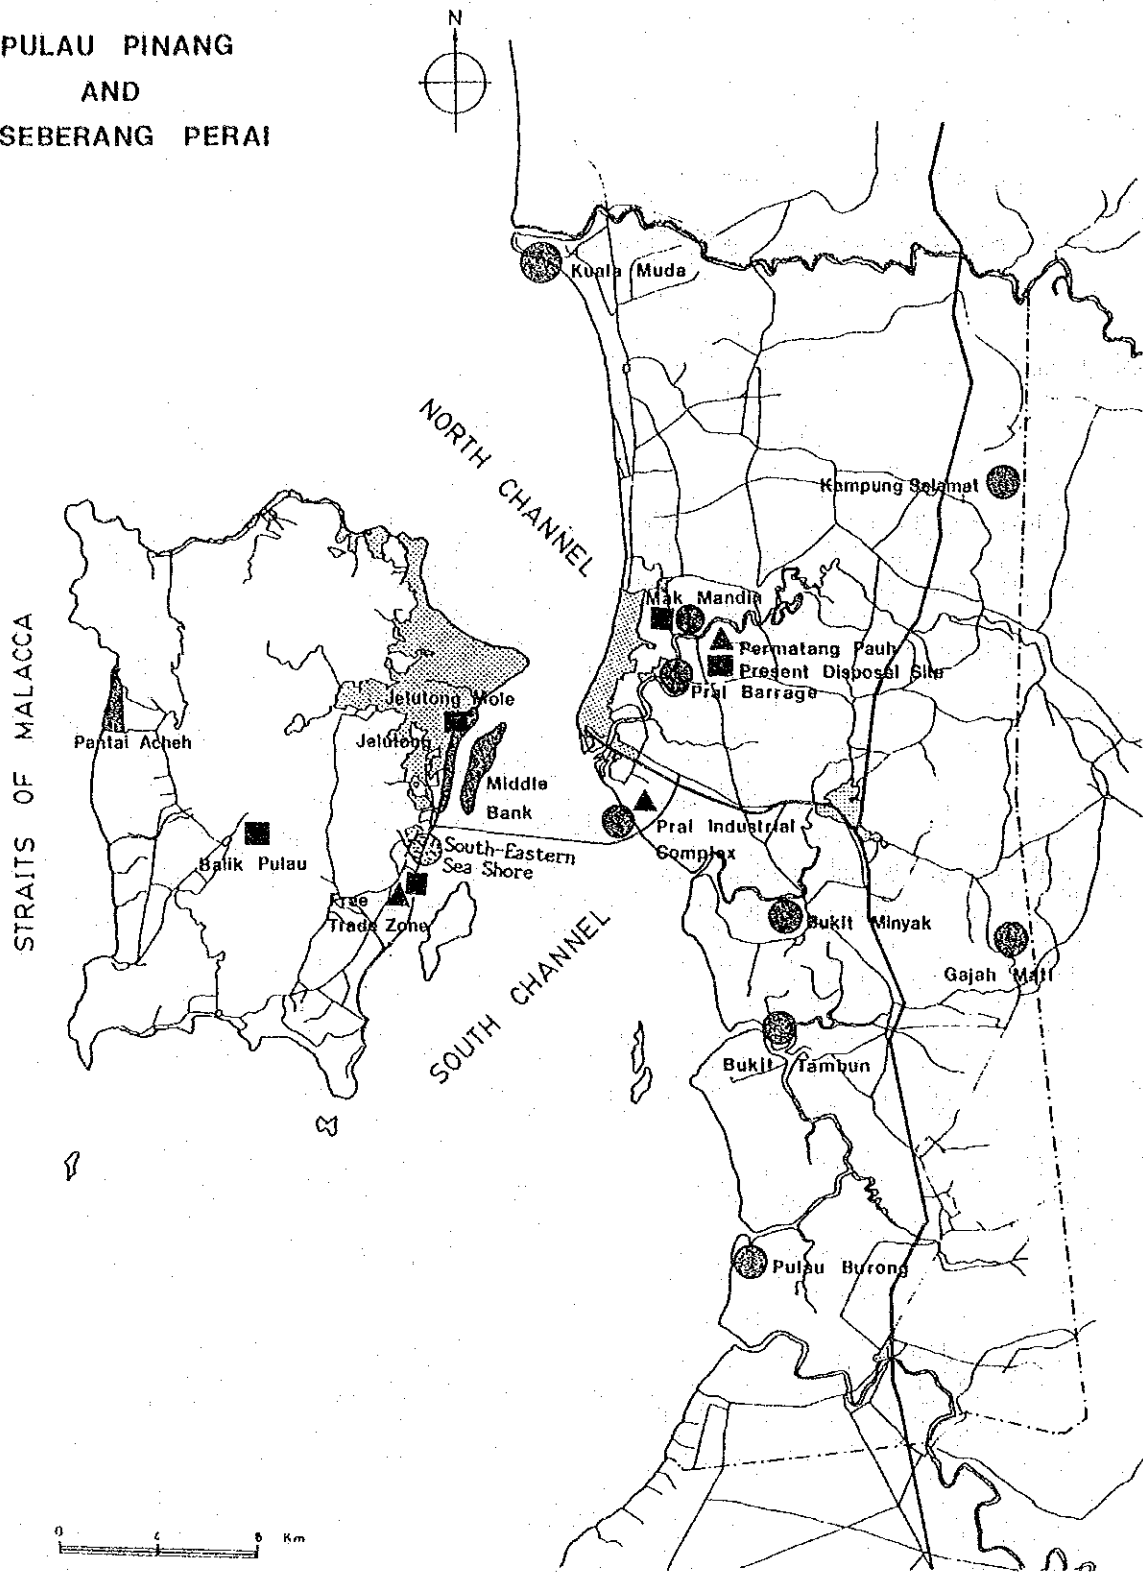 PULAU PINANG
AND
SEBERANG PERAI
N
Kuala Muda
NORTH CHANNEL
Kampung Selamat
STRAITS OF MALACCA
Mak Mandin
Permatang Pauh
Present Disposal Site
Prai Barrage
Jelutong Mole
Jelutong
Pantai Acheh
Middle
Bank
Prai Industrial
Complex
South-Eastern
Sea Shore
Balik Pulau
Free
Trade Zone
Bukit Minyak
Gajah Mati
SOUTH CHANNEL
Bukit Tambun
Pulau Burong
0 4 8 Km